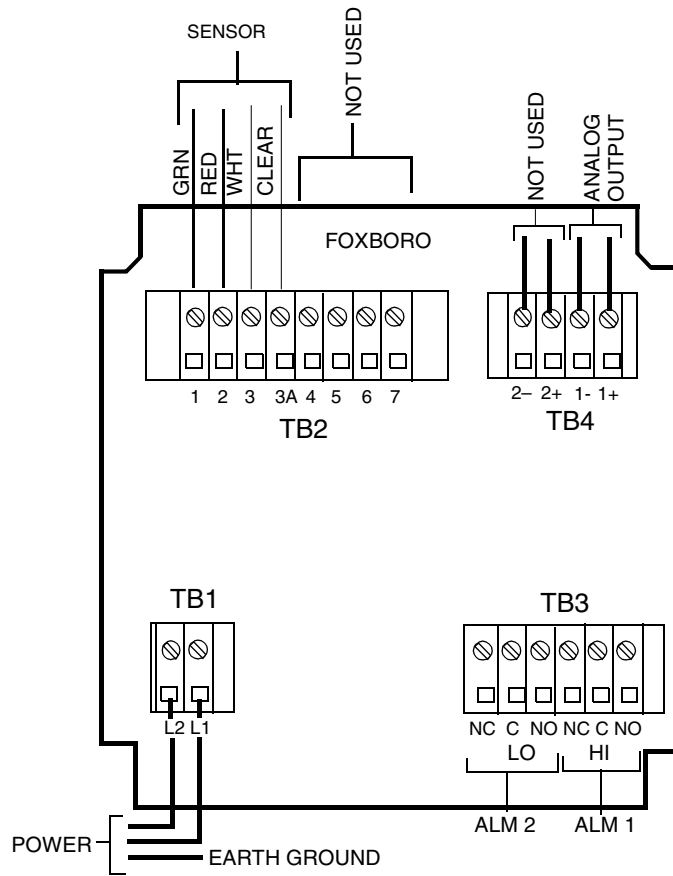 SENSOR
NOT USED
GRN
RED
WHT
CLEAR
NOT USED
ANALOG
OUTPUT
FOXBORO
1 2 3 3A 4 5 6 7
TB2
2– 2+ 1- 1+
TB4
TB1
L2 L1
TB3
NC C NO NC C NO
LO HI
ALM 2 ALM 1
POWER
EARTH GROUND